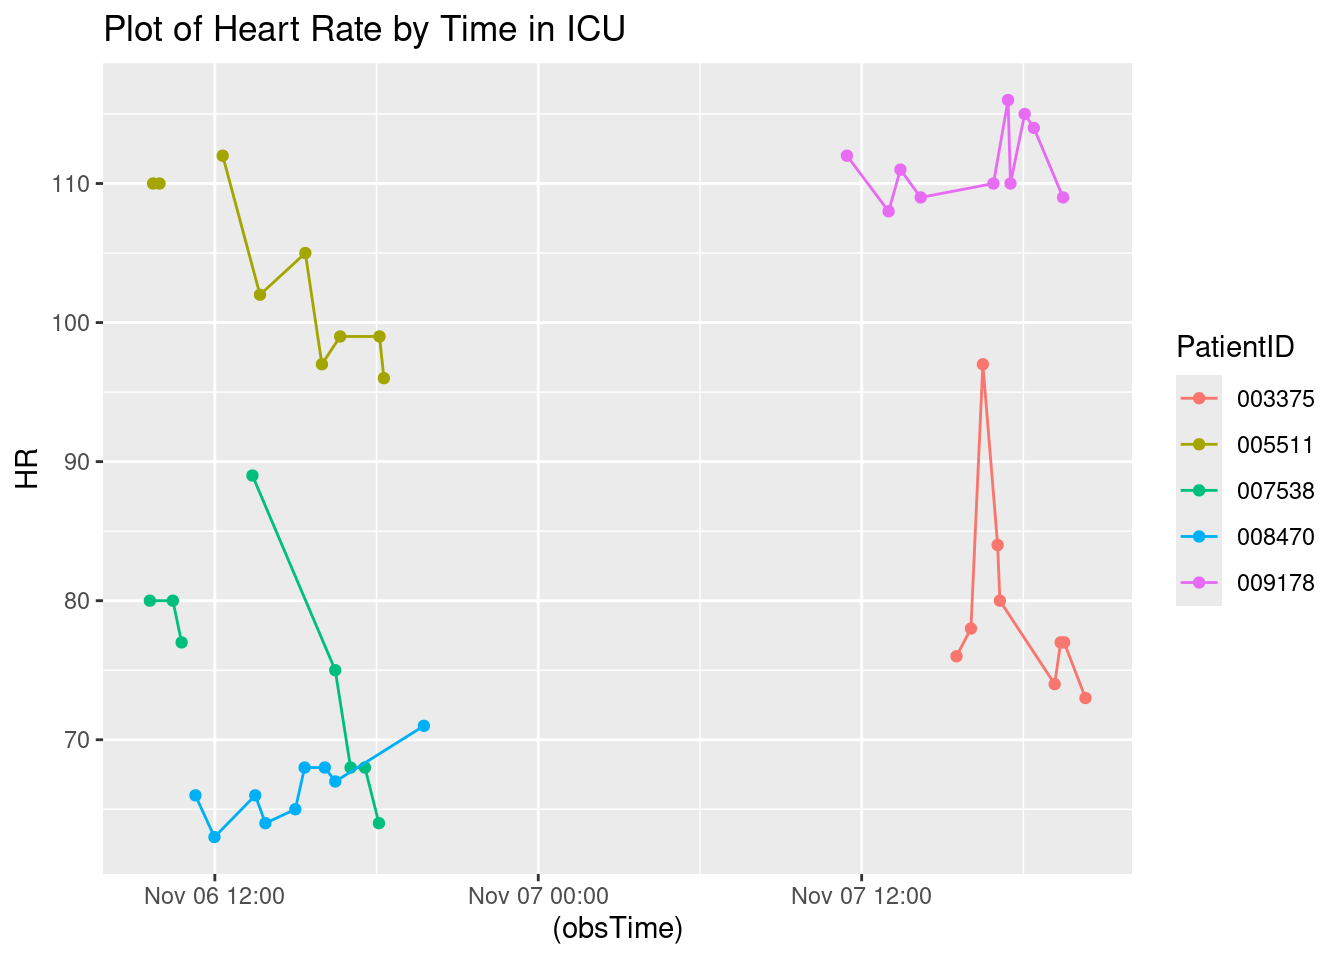 Plot of Heart Rate by Time in ICU
HR
110
100
90
80
70
Nov 06 12:00
Nov 07 00:00
Nov 07 12:00
(obsTime)
PatientID
003375
005511
007538
008470
009178